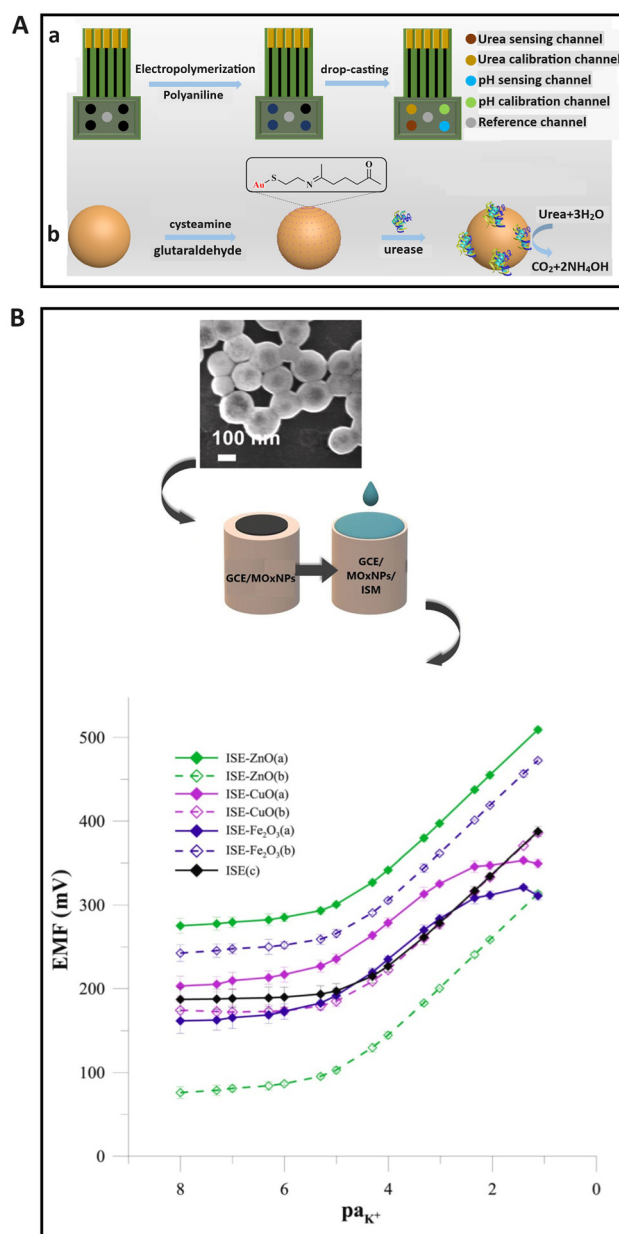 A
a
Electropolymerization
Polyaniline
drop-casting
Urea sensing channel
Urea calibration channel
pH sensing channel
pH calibration channel
Reference channel
Au
S
N
O
b
cysteamine
glutaraldehyde
urease
Urea+3H₂O
CO₂+2NH₄OH
B
100 nm
GCE/MOxNPs
GCE/
MOxNPs/
ISM
ISE-ZnO(a)
ISE-ZnO(b)
ISE-CuO(a)
ISE-CuO(b)
ISE-Fe₂O₃(a)
ISE-Fe₂O₃(b)
ISE(c)
EMF (mV)
500
400
300
200
100
0
8 6 4 2 0
pa_K⁺